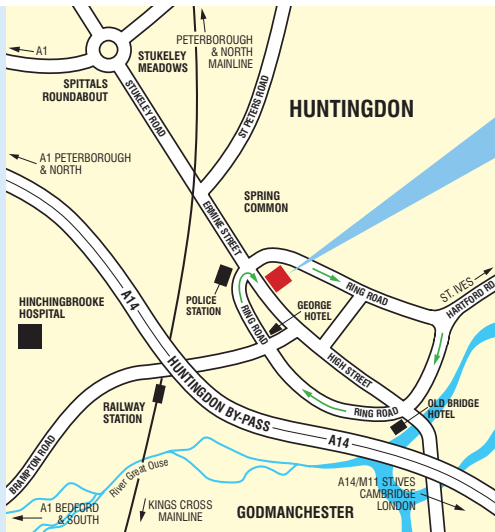 A1
PETERBOROUGH
& NORTH
MAINLINE
STUKELEY
MEADOWS
SPITTALS
ROUNDABOUT
STUKELEY ROAD
ST PETERS ROAD
HUNTINGDON
A1 PETERBOROUGH
& NORTH
SPRING
COMMON
ERMINE STREET
POLICE
STATION
RING ROAD
RING ROAD
ST. IVES
HARTFORD RD
A14
HINCHINGBROOKE
HOSPITAL
GEORGE
HOTEL
HIGH STREET
HUNTINGDON BY-PASS
RAILWAY
STATION
RING ROAD
OLD BRIDGE
HOTEL
A14
BRAMPTON ROAD
River Great Ouse
A14/M11 ST.IVES
CAMBRIDGE
LONDON
A1 BEDFORD
& SOUTH
KINGS CROSS
MAINLINE
GODMANCHESTER